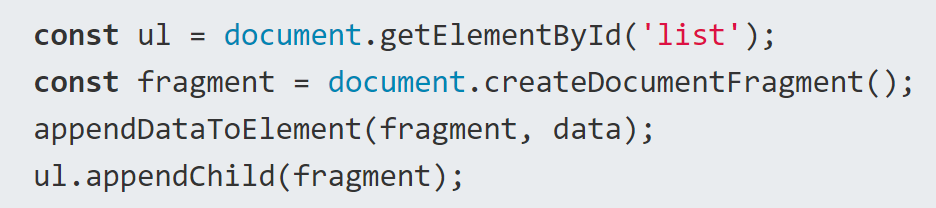 const ul = document.getElementById('list');
const fragment = document.createDocumentFragment();
appendDataToElement(fragment, data);
ul.appendChild(fragment);